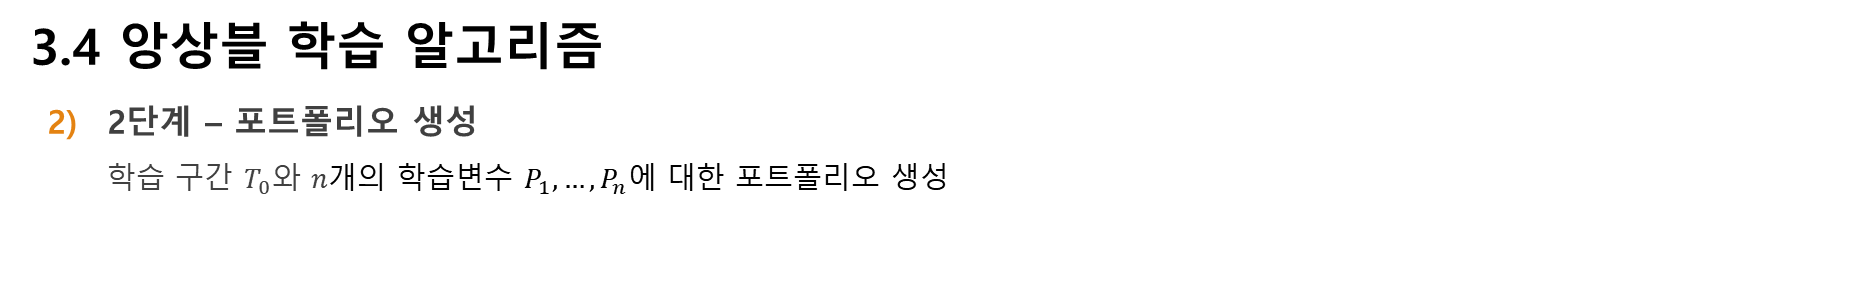 3.4 앙상블 학습 알고리즘
2) 2단계 – 포트폴리오 생성
학습 구간 T₀와 n개의 학습변수 P₁, …, Pₙ에 대한 포트폴리오 생성